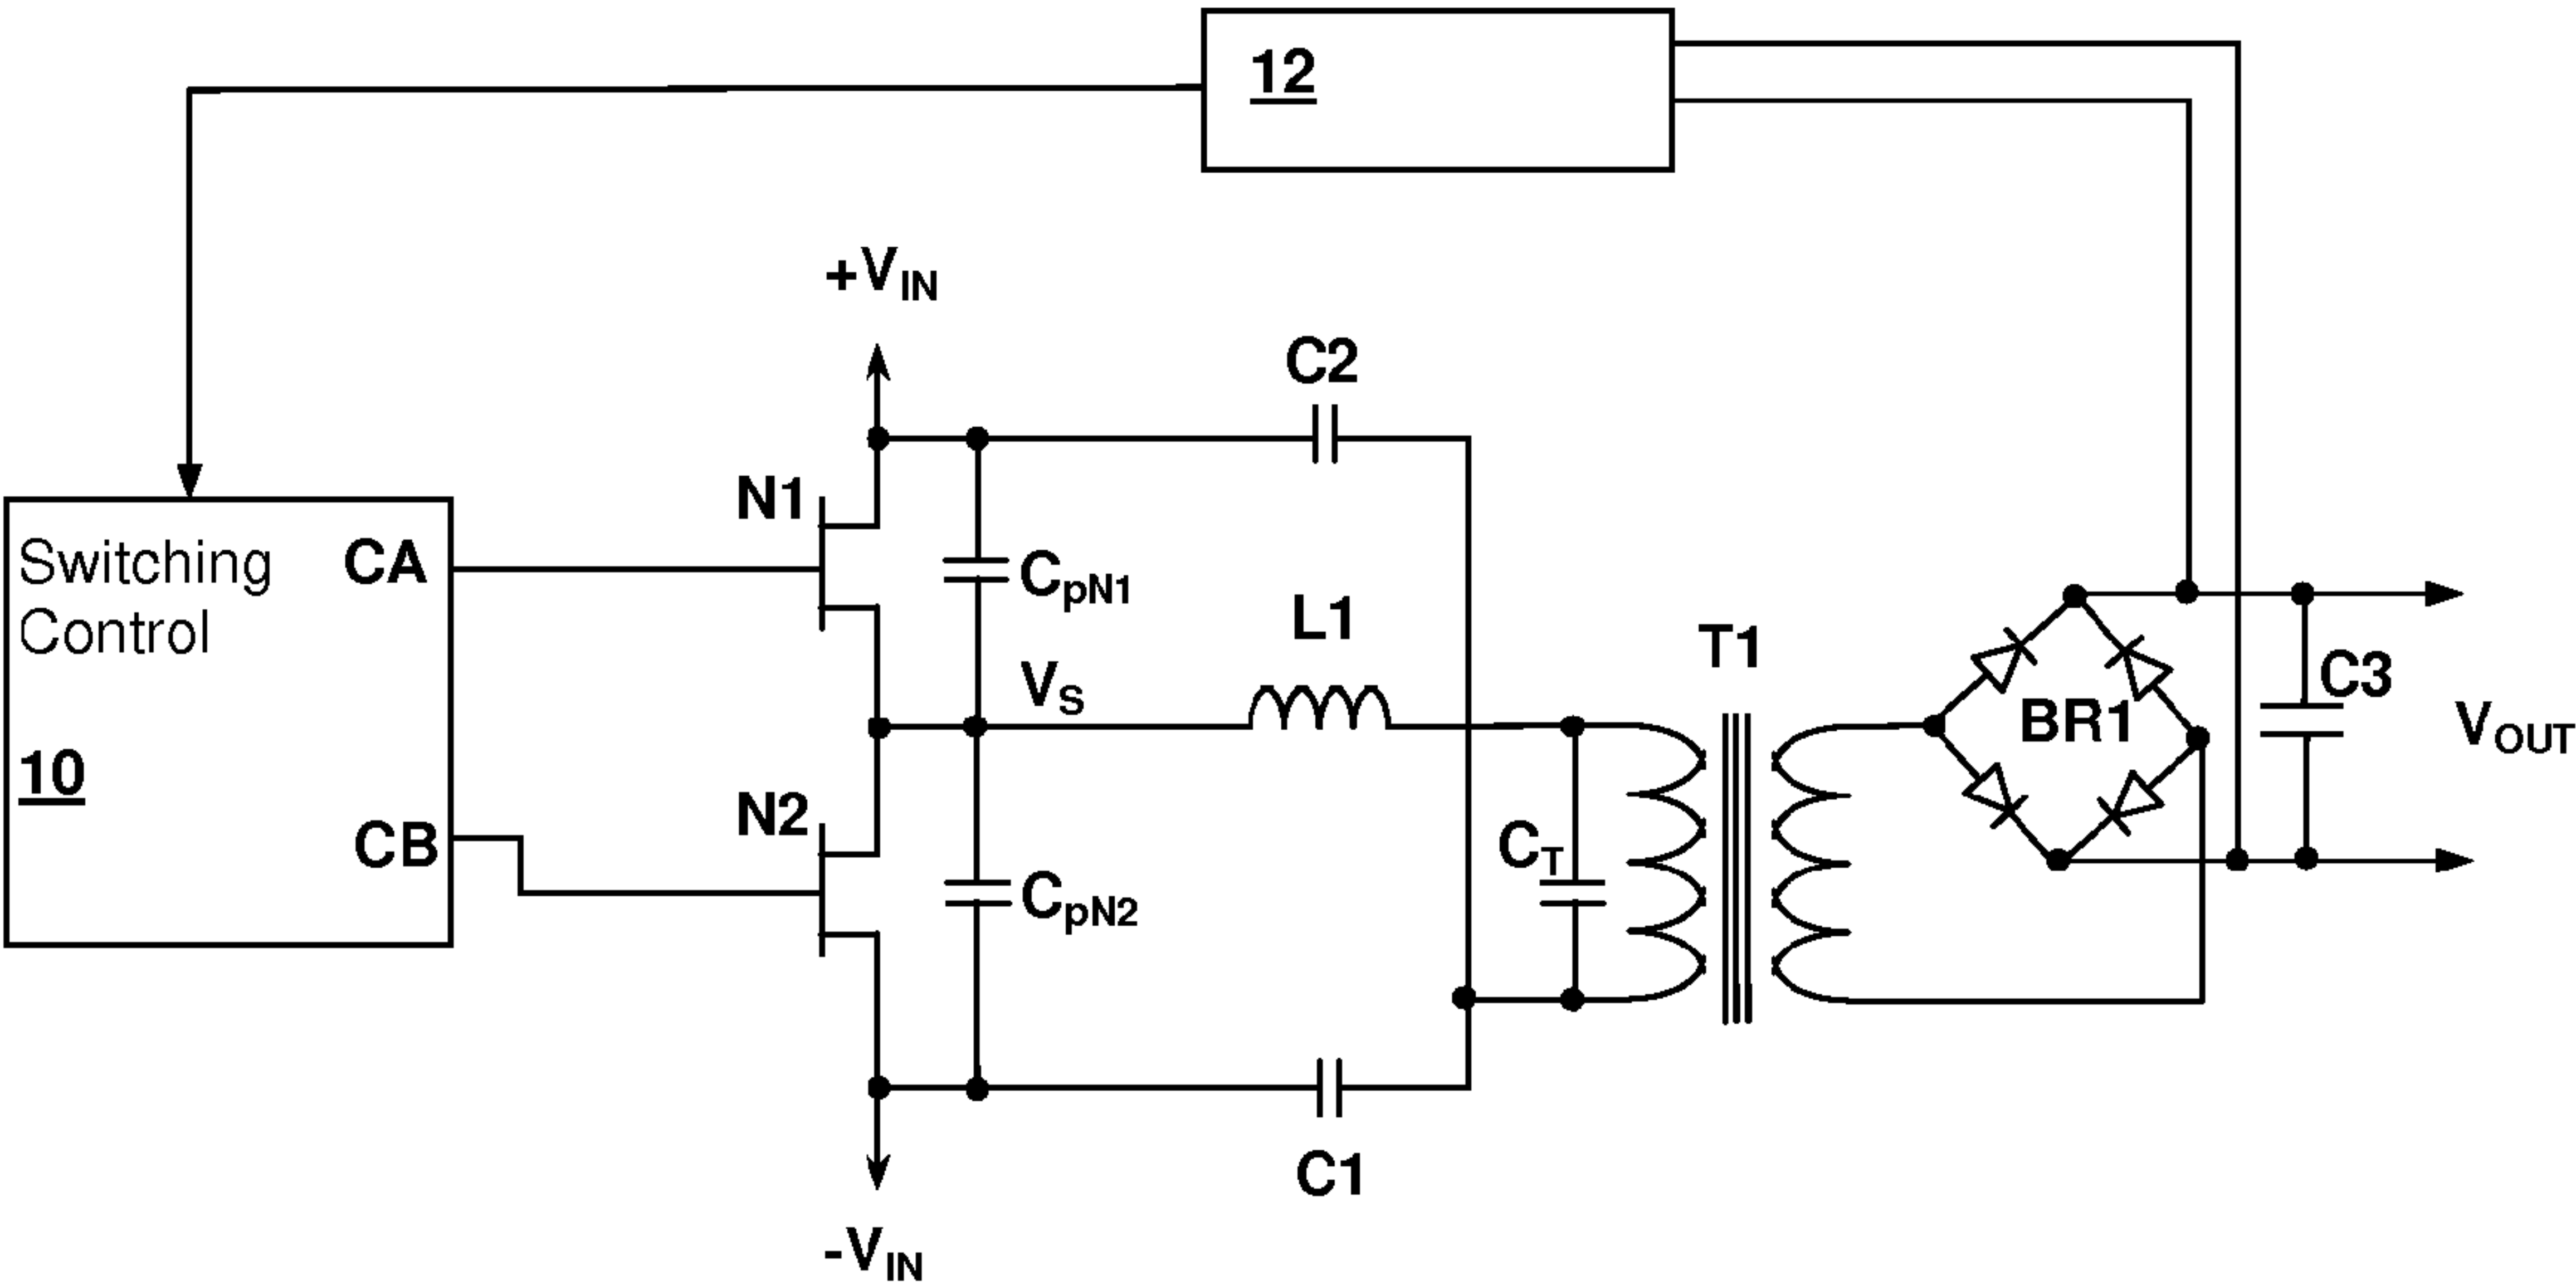 12
+VIN
C2
N1
Switching CA
Control
CpN1
L1
T1
VS
C3
BR1
VOUT
10
N2
CB
CT
CpN2
C1
-VIN